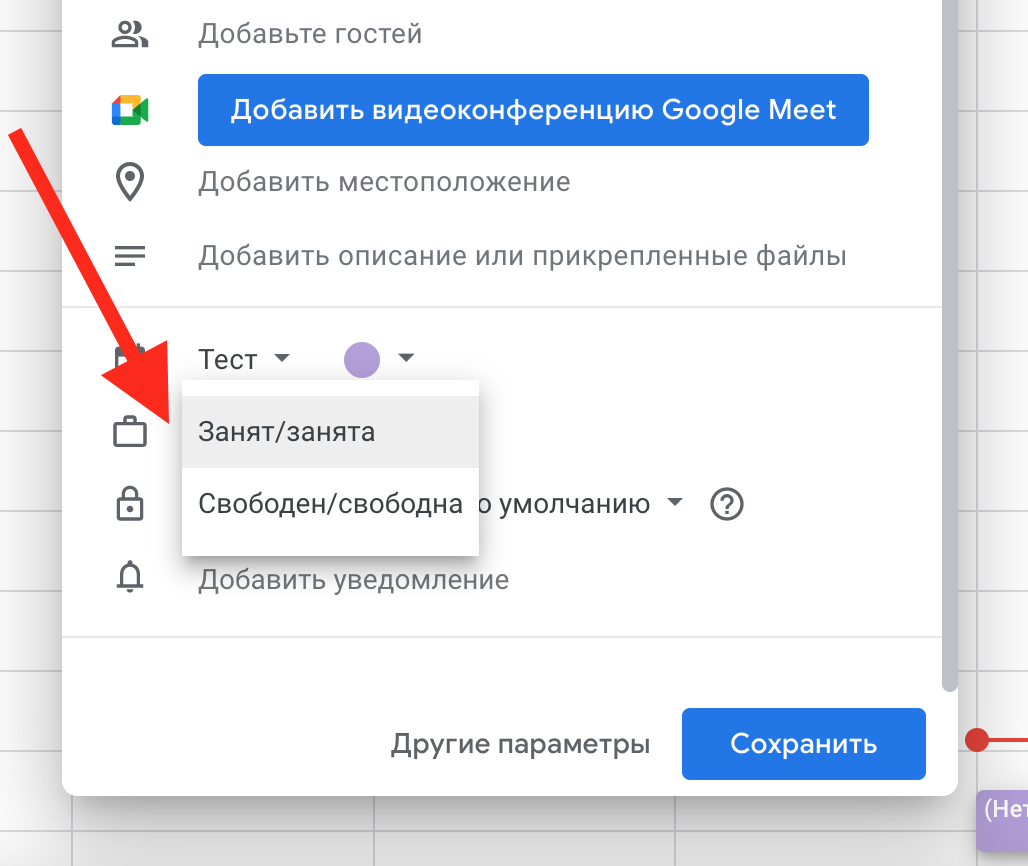 Добавьте гостей
Добавить видеоконференцию Google Meet
Добавить местоположение
Добавить описание или прикрепленные файлы
Тест
Занят/занята
Свободен/свободна о умолчанию
Добавить уведомление
Другие параметры Сохранить
(Нет